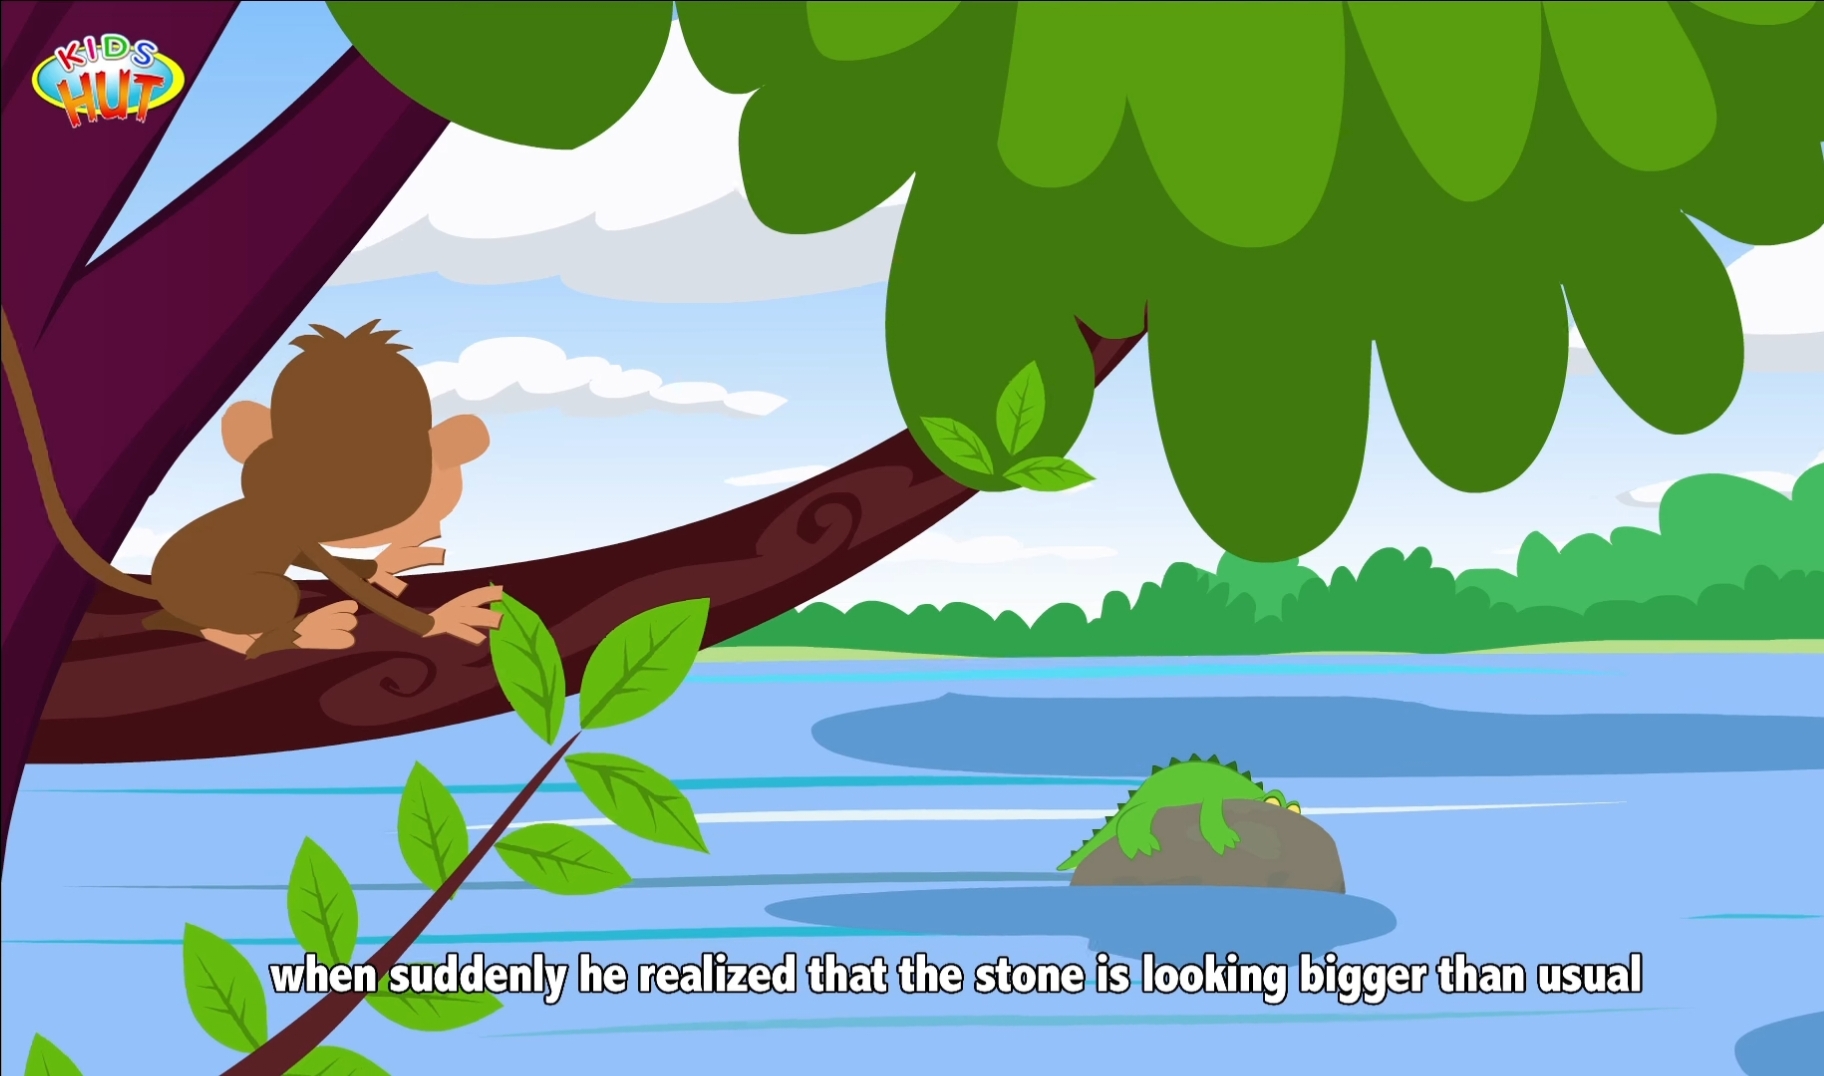 KIDS
HUT
when suddenly he realized that the stone is looking bigger than usual